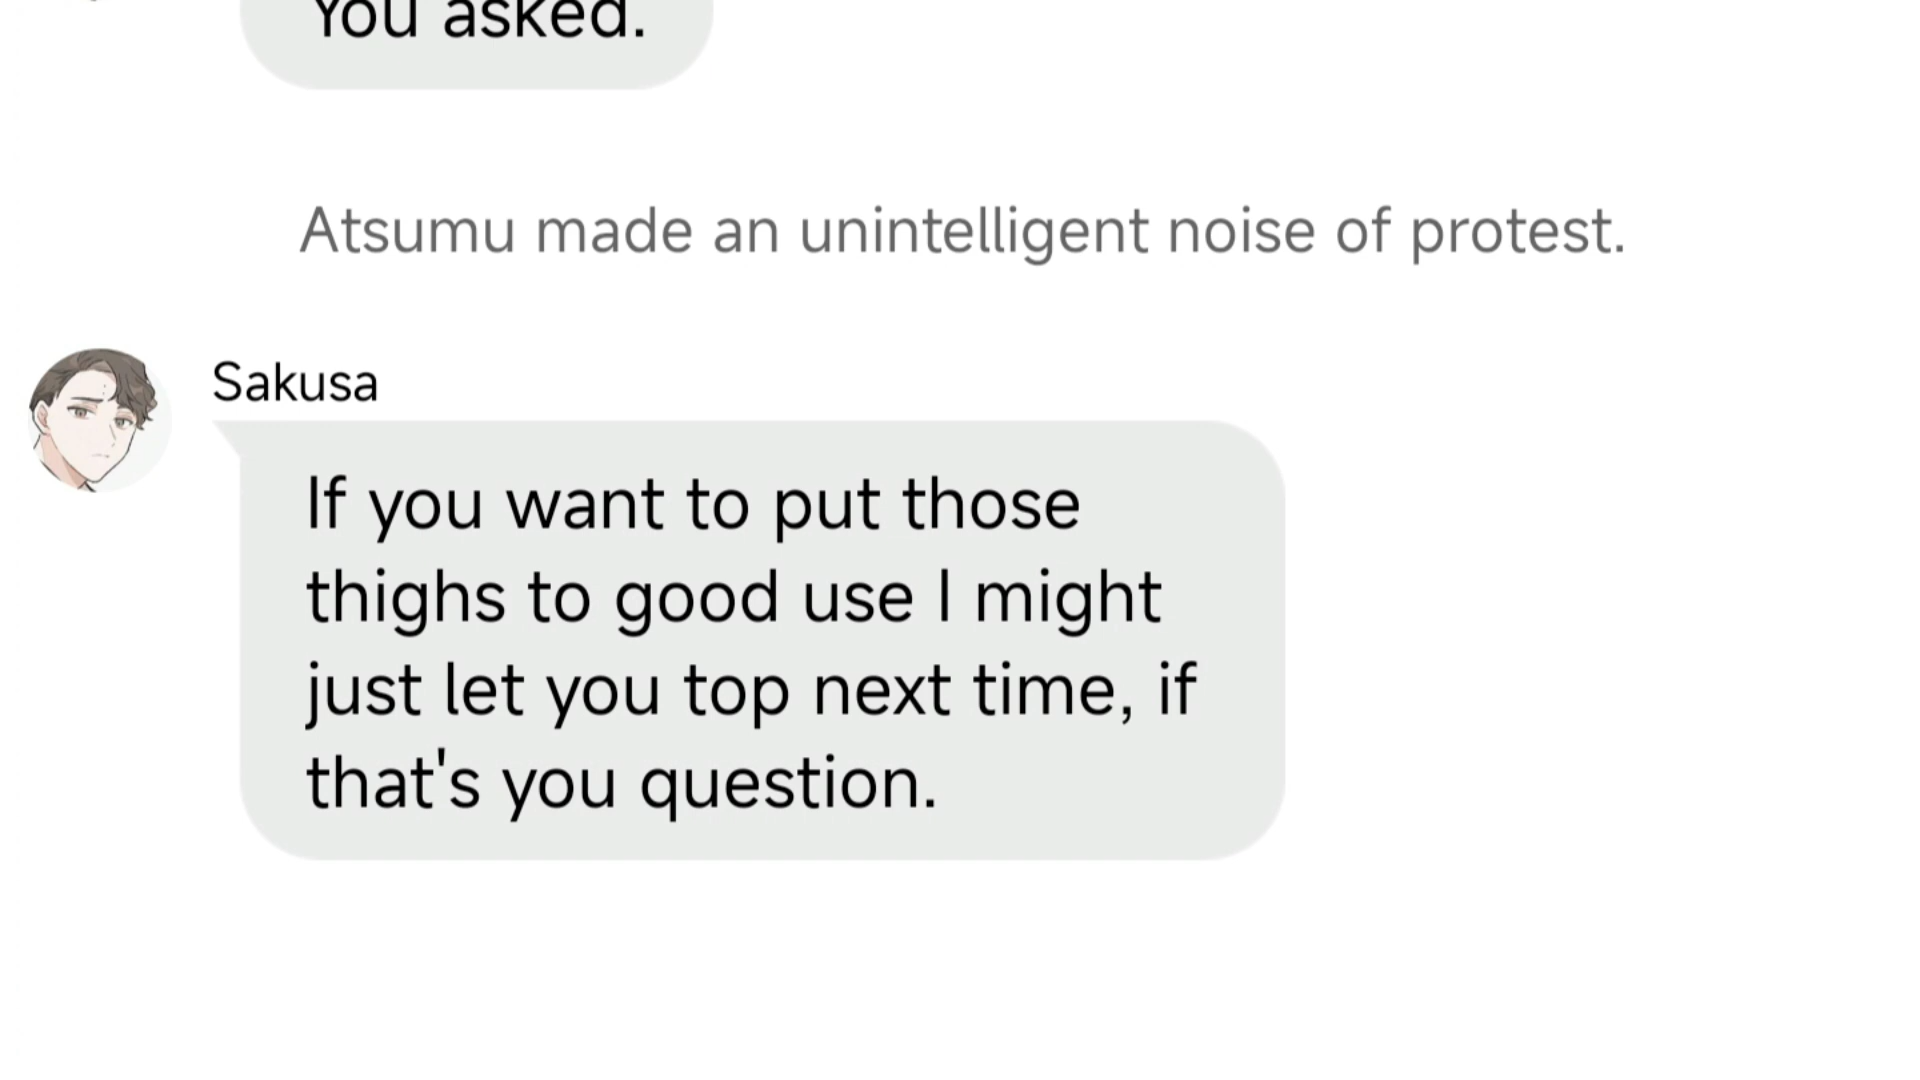 You asked.
Atsumu made an unintelligent noise of protest.
Sakusa
If you want to put those
thighs to good use I might
just let you top next time, if
that's you question.